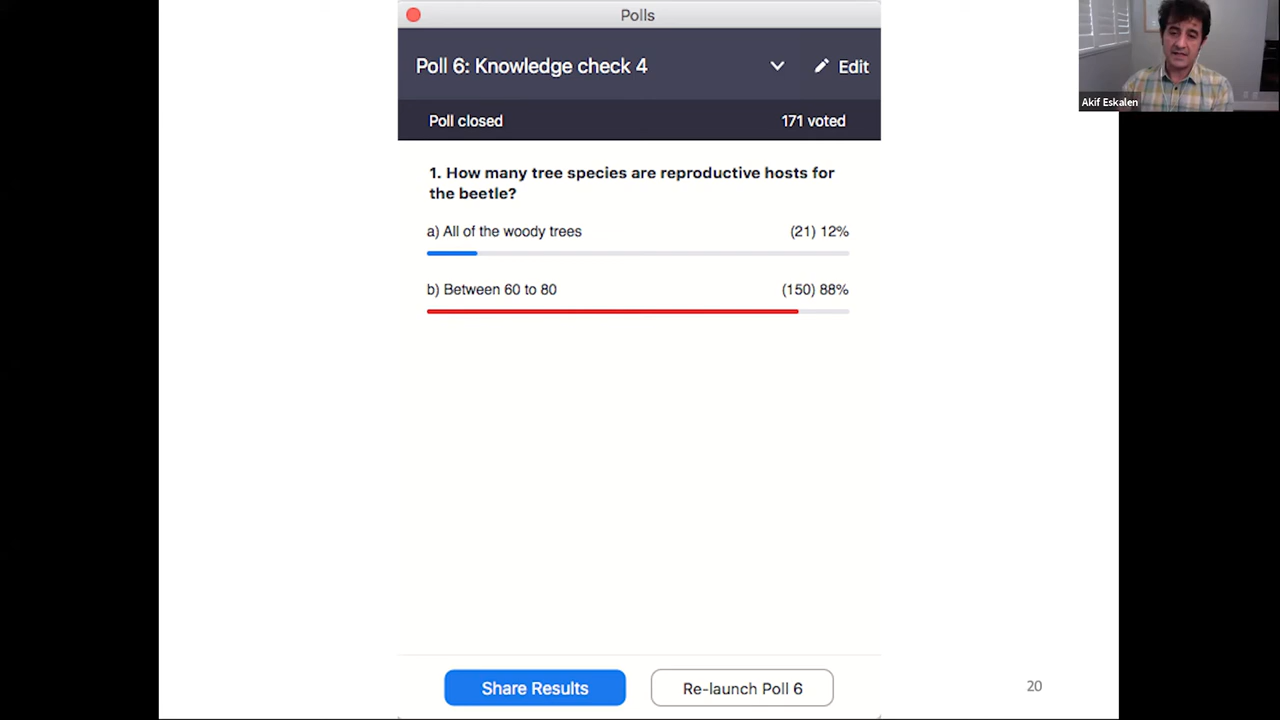 Polls
Poll 6: Knowledge check 4
Edit
Poll closed
171 voted
1. How many tree species are reproductive hosts for
the beetle?
a) All of the woody trees
(21) 12%
b) Between 60 to 80
(150) 88%
Share Results
Re-launch Poll 6
20
Akif Eskalen